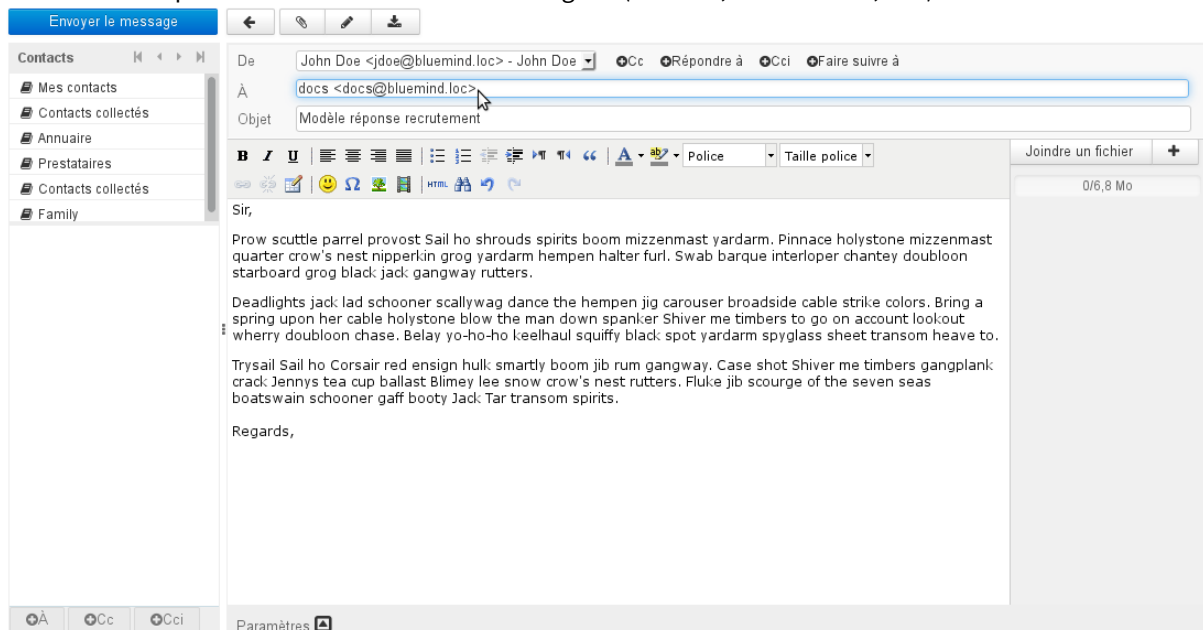 Envoyer le message
Contacts
Mes contacts
Contacts collectés
Annuaire
Prestataires
Contacts collectés
Family
De John Doe <jdoe@bluemind.loc> - John Doe Cc Répondre à Cci Faire suivre à
À docs <docs@bluemind.loc>
Objet Modèle réponse recrutement
B I U A ab Police Taille police
Ω HTML
Joindre un fichier +
0/6,8 Mo
Sir,
Prow scuttle parrel provost Sail ho shrouds spirits boom mizzenmast yardarm. Pinnace holystone mizzenmast
quarter crow's nest nipperkin grog yardarm hempen halter furl. Swab barque interloper chantey doubloon
starboard grog black jack gangway rutters.
Deadlights jack lad schooner scallywag dance the hempen jig carouser broadside cable strike colors. Bring a
spring upon her cable holystone blow the man down spanker Shiver me timbers to go on account lookout
wherry doubloon chase. Belay yo-ho-ho keelhaul squiffy black spot yardarm spyglass sheet transom heave to.
Trysail Sail ho Corsair red ensign hulk smartly boom jib rum gangway. Case shot Shiver me timbers gangplank
crack Jennys tea cup ballast Blimey lee snow crow's nest rutters. Fluke jib scourge of the seven seas
boatswain schooner gaff booty Jack Tar transom spirits.
Regards,
À Cc Cci
Paramètres